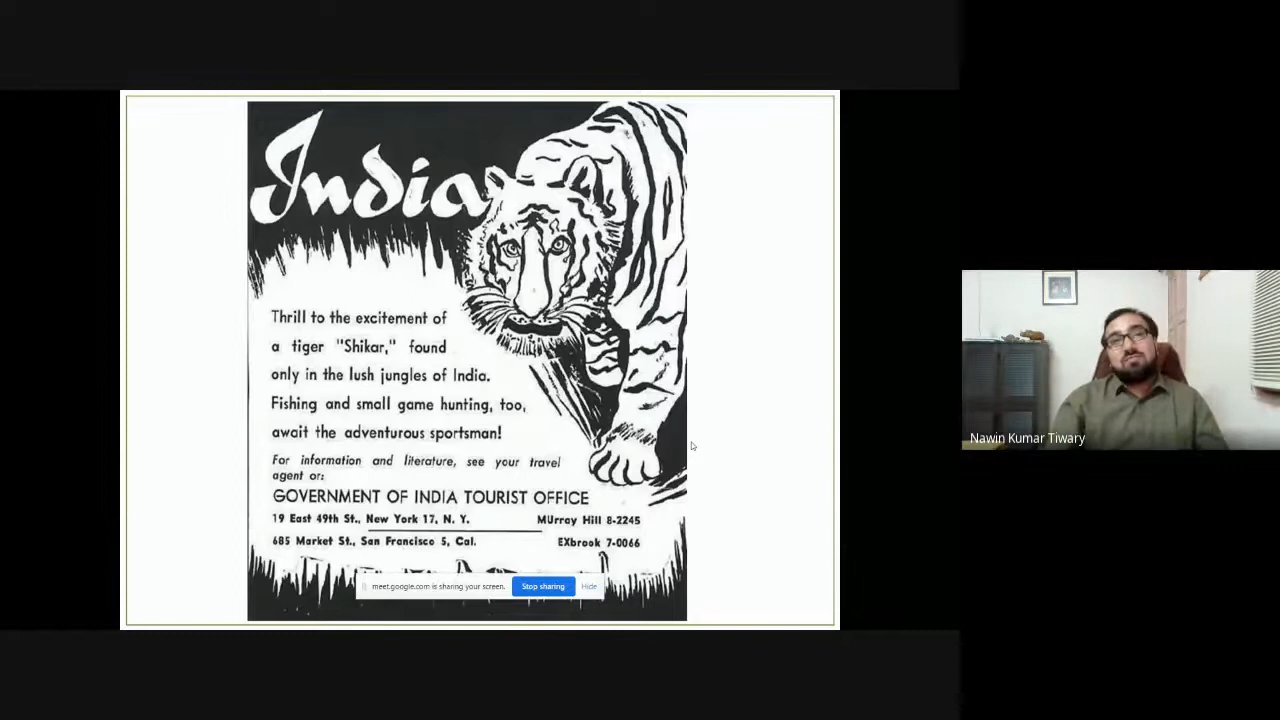 India
Thrill to the excitement of
a tiger "Shikar," found
only in the lush jungles of India.
Fishing and small game hunting, too,
await the adventurous sportsman!
For information and literature, see your travel
agent or:
GOVERNMENT OF INDIA TOURIST OFFICE
19 East 49th St., New York 17, N. Y. MUrray Hill 8-2245
685 Market St., San Francisco 5, Cal. EXbrook 7-0066
meet.google.com is sharing your screen. Stop sharing Hide
Nawin Kumar Tiwary